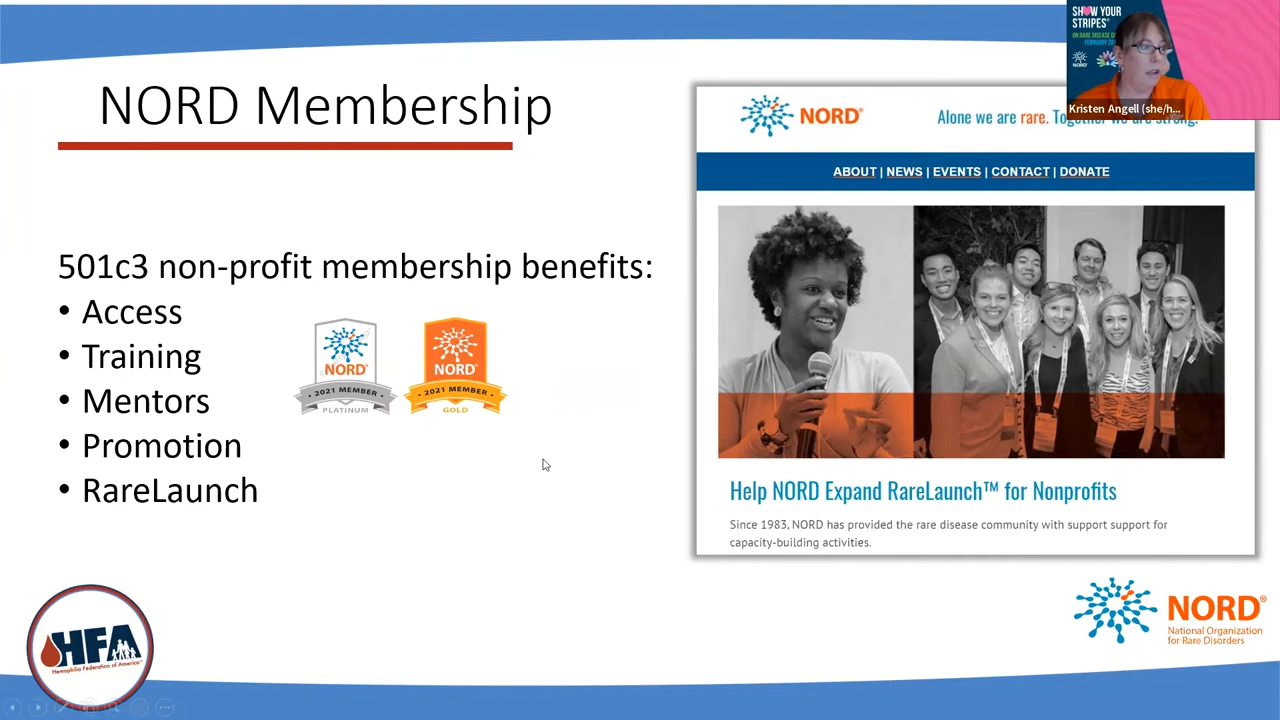 NORD Membership
501c3 non-profit membership benefits:
• Access
• Training
• Mentors
• Promotion
• RareLaunch
NORD
2021 MEMBER
PLATINUM
NORD
2021 MEMBER
GOLD
NORD®
Alone we are rare. Together we are strong.
ABOUT | NEWS | EVENTS | CONTACT | DONATE
Help NORD Expand RareLaunch™ for Nonprofits
Since 1983, NORD has provided the rare disease community with support support for
capacity-building activities.
SHOW YOUR
STRIPES®
ON RARE DISEASE
FEBRUARY
NORD
Kristen Angell (she/h...
HFA
Hemophilia Federation of America
NORD®
National Organization
for Rare Disorders